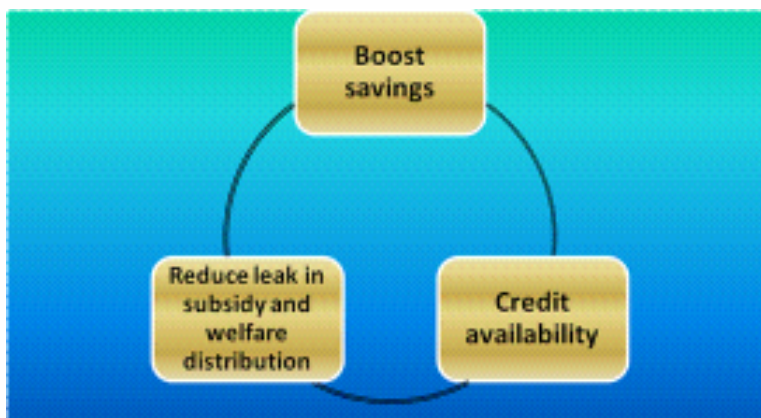 Boost
savings
Reduce leak in
subsidy and
welfare
distribution
Credit
availability